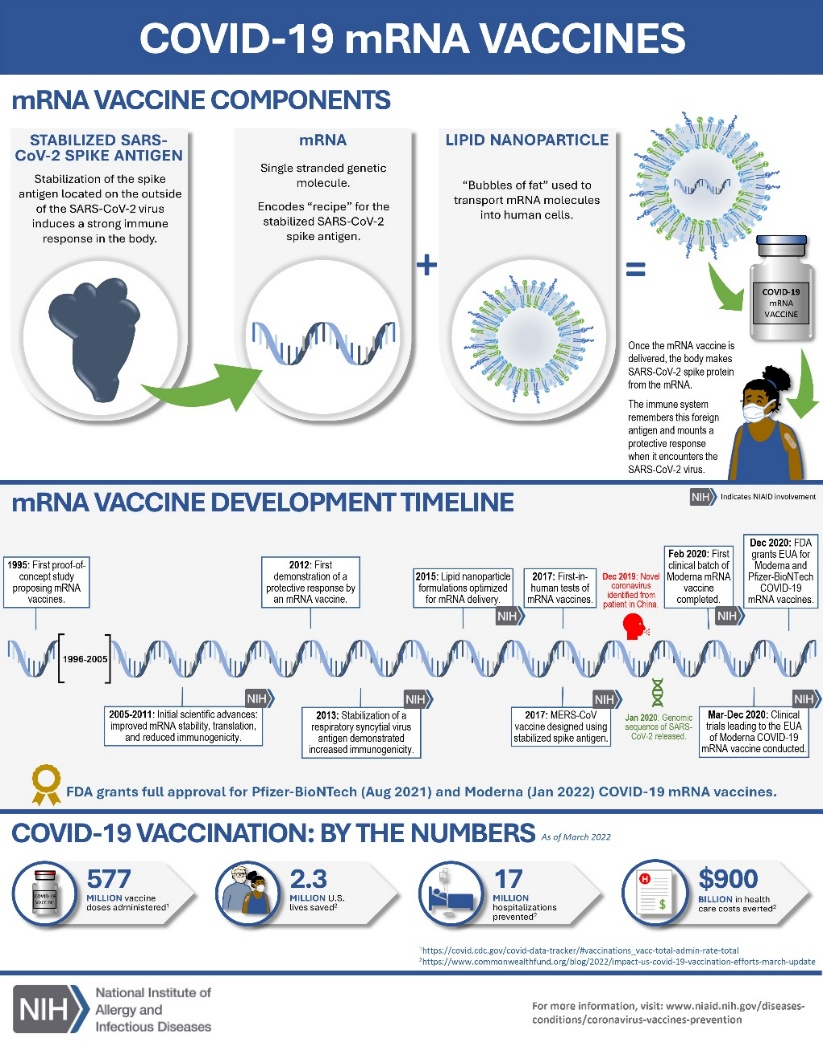 COVID-19 mRNA VACCINES
mRNA VACCINE COMPONENTS
STABILIZED SARS-
CoV-2 SPIKE ANTIGEN
Stabilization of the spike
antigen located on the outside
of the SARS-CoV-2 virus
induces a strong immune
response in the body.
mRNA
Single stranded genetic
molecule.
Encodes “recipe” for the
stabilized SARS-CoV-2
spike antigen.
+
LIPID NANOPARTICLE
“Bubbles of fat” used to
transport mRNA molecules
into human cells.
=
COVID-19
mRNA
VACCINE
Once the mRNA vaccine is
delivered, the body makes
SARS-CoV-2 spike protein
from the mRNA.
The immune system
remembers this foreign
antigen and mounts a
protective response
when it encounters the
SARS-CoV-2 virus.
mRNA VACCINE DEVELOPMENT TIMELINE
NIH Indicates NIAID involvement
1995: First proof-of-
concept study
proposing mRNA
vaccines.
1996-2005
2005-2011: Initial scientific advances:
improved mRNA stability, translation,
and reduced immunogenicity.
NIH
2012: First
demonstration of a
protective response by
an mRNA vaccine.
2013: Stabilization of a
respiratory syncytial virus
antigen demonstrated
increased immunogenicity.
NIH
2015: Lipid nanoparticle
formulations optimized
for mRNA delivery.
NIH
2017: First-in-
human tests of
mRNA vaccines.
2017: MERS-CoV
vaccine designed using
stabilized spike antigen.
NIH
Dec 2019: Novel
coronavirus
identified from
patient in China.
Jan 2020: Genomic
sequence of SARS-
CoV-2 released.
Feb 2020: First
clinical batch of
Moderna mRNA
vaccine
completed.
NIH
Mar-Dec 2020: Clinical
trials leading to the EUA
of Moderna COVID-19
mRNA vaccine conducted.
NIH
Dec 2020: FDA
grants EUA for
Moderna and
Pfizer-BioNTech
COVID-19
mRNA vaccines.
FDA grants full approval for Pfizer-BioNTech (Aug 2021) and Moderna (Jan 2022) COVID-19 mRNA vaccines.
COVID-19 VACCINATION: BY THE NUMBERS As of March 2022
COVID-19
VACCINE
577
MILLION vaccine
doses administered¹
2.3
MILLION U.S.
lives saved²
17
MILLION
hospitalizations
prevented²
H
$
$900
BILLION in health
care costs averted²
¹https://covid.cdc.gov/covid-data-tracker/#vaccinations_vacc-total-admin-rate-total
²https://www.commonwealthfund.org/blog/2022/impact-us-covid-19-vaccination-efforts-march-update
NIH
National Institute of
Allergy and
Infectious Diseases
For more information, visit: www.niaid.nih.gov/diseases-
conditions/coronavirus-vaccines-prevention